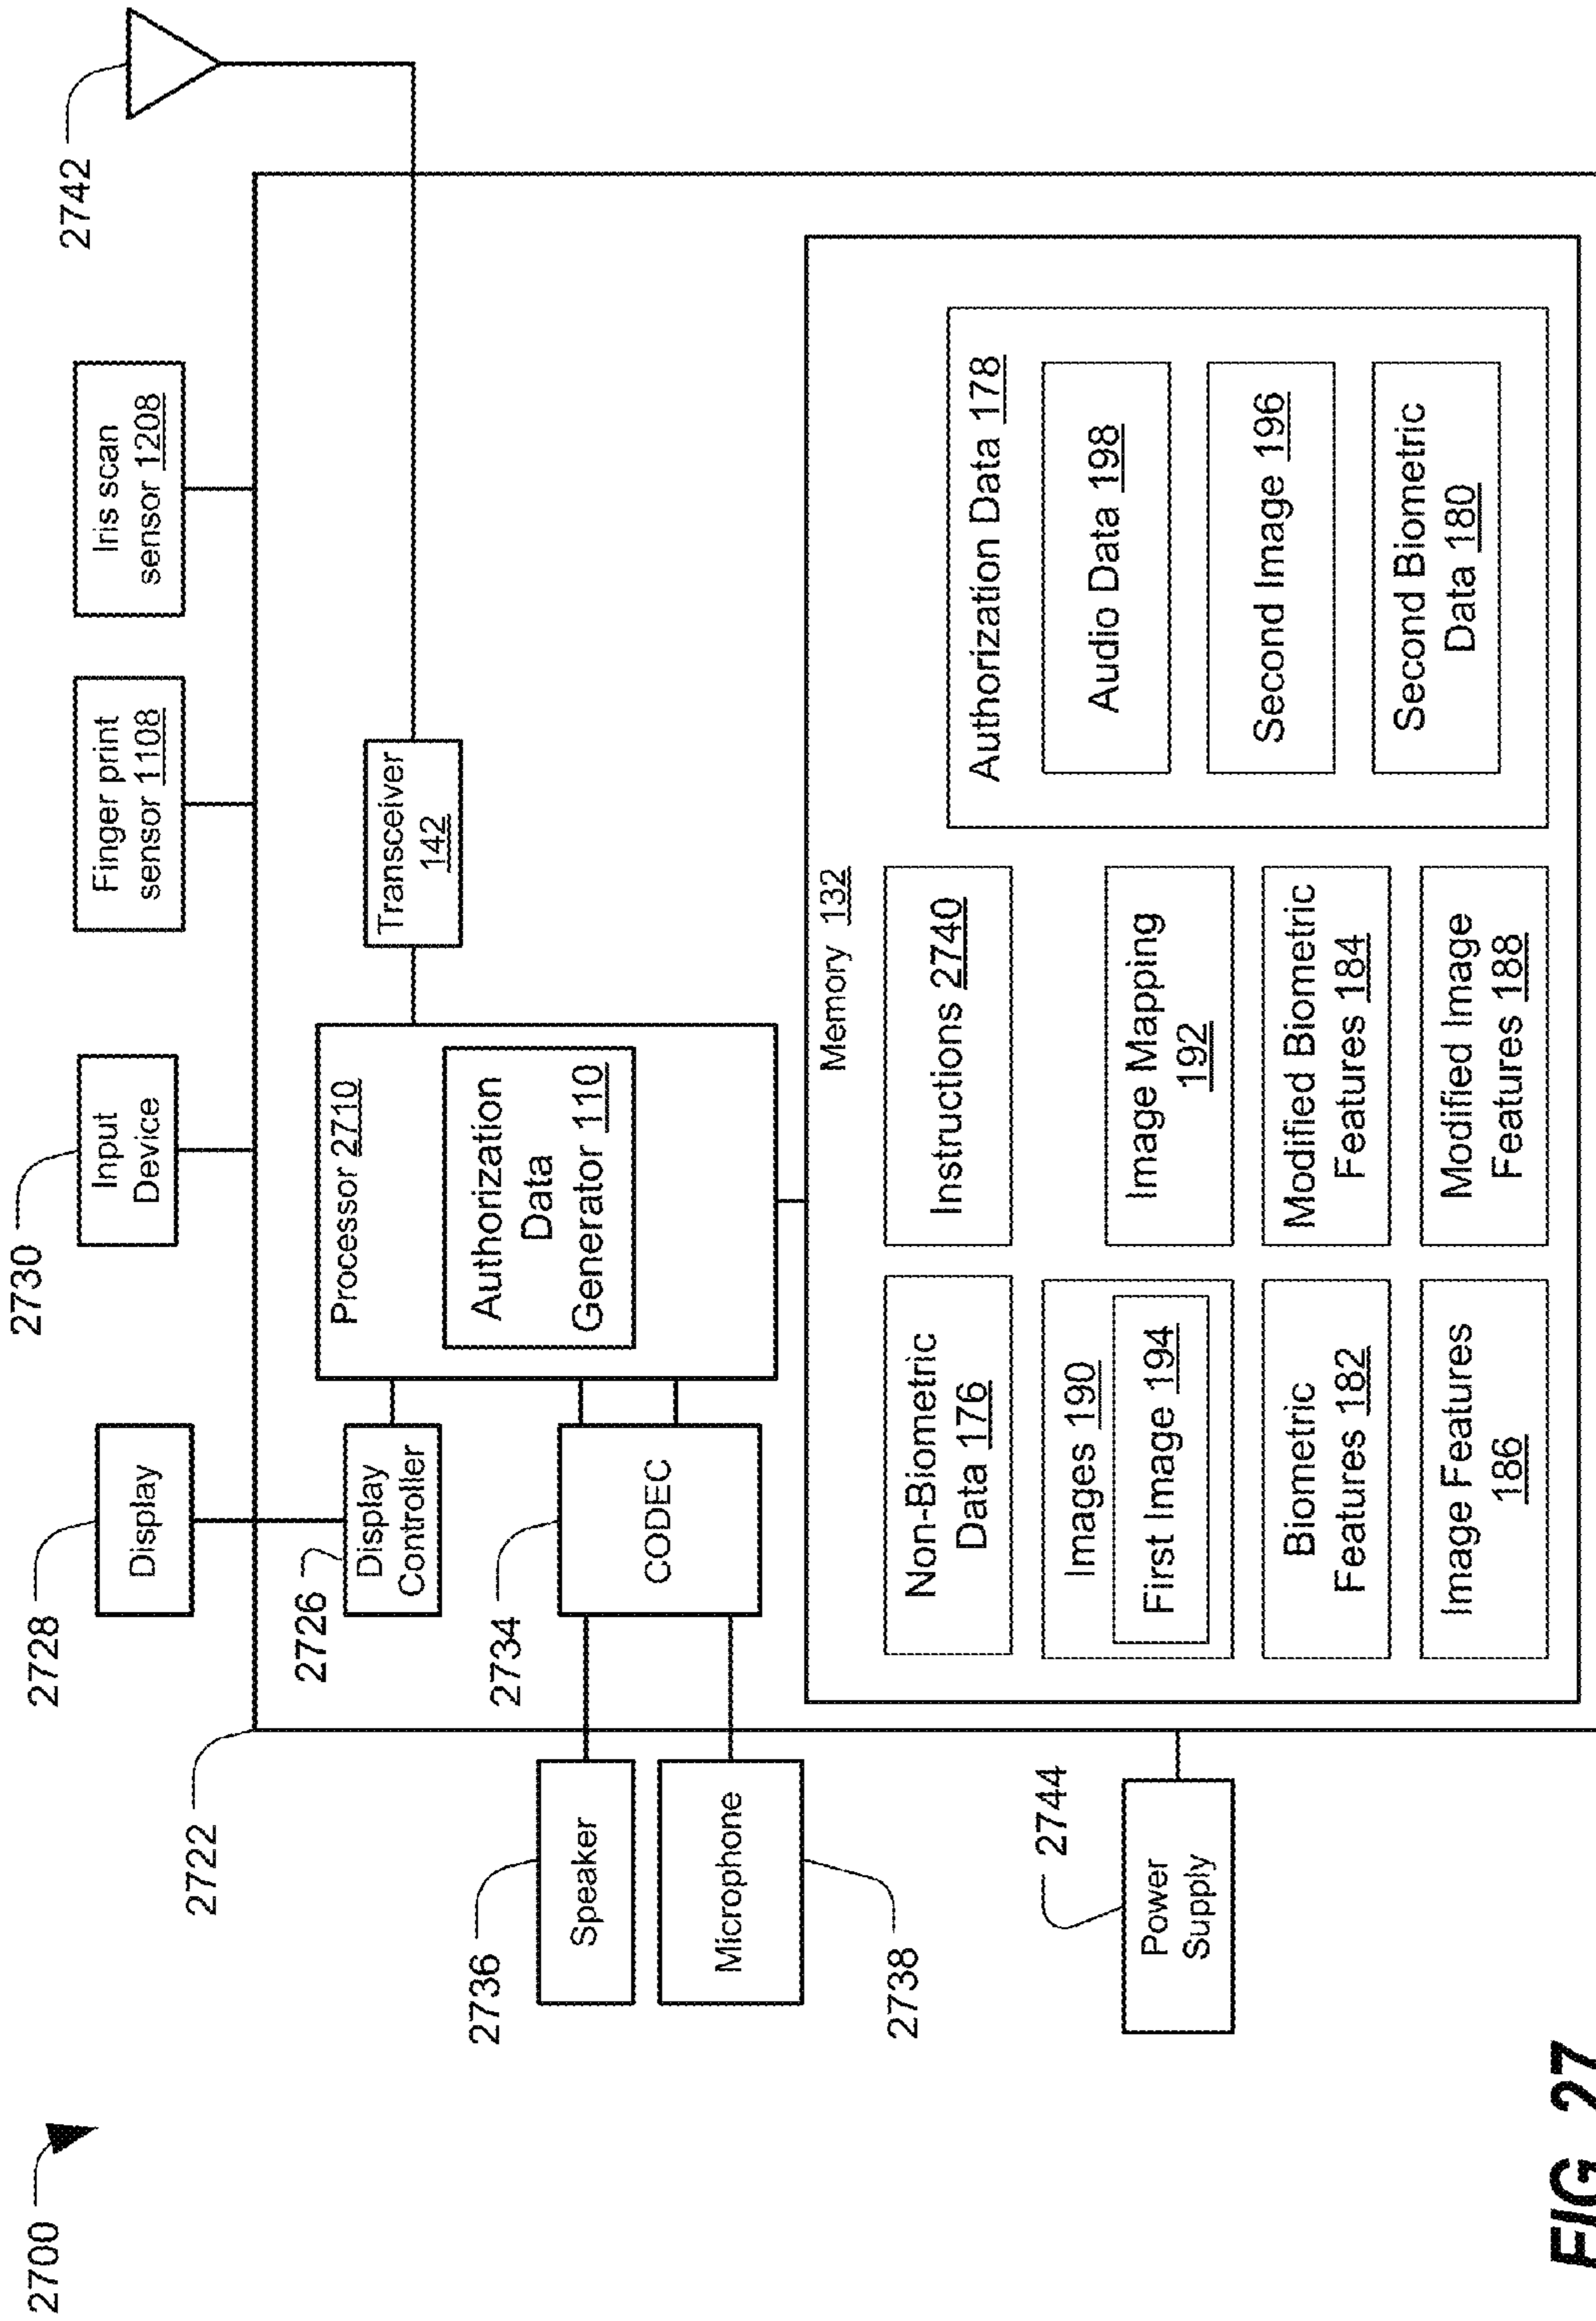 2700
2728
2730
2742
Display
Input
Device
Finger print
sensor 1108
Iris scan
sensor 1208
2722
2726
Display
Controller
Processor 2710
Authorization
Data
Generator 110
Transceiver
142
2734
CODEC
2736
Speaker
Microphone
2738
Memory 132
Non-Biometric
Data 176
Instructions 2740
Authorization Data 178
Images 190
First Image 194
Image Mapping
192
Audio Data 198
Biometric
Features 182
Modified Biometric
Features 184
Second Image 196
Image Features
186
Modified Image
Features 188
Second Biometric
Data 180
2744
Power
Supply
FIG. 27